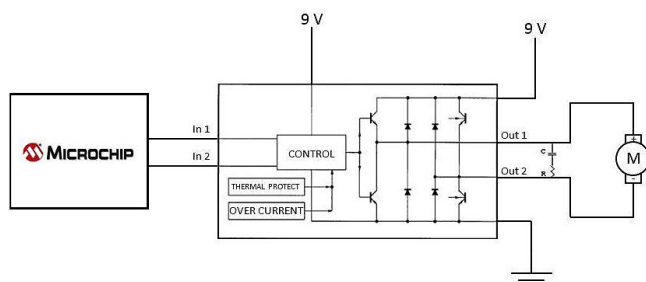 9 V
9 V
In 1
Out 1
MICROCHIP
CONTROL
C
M
+
-
In 2
Out 2
R
THERMAL PROTECT
OVER CURRENT